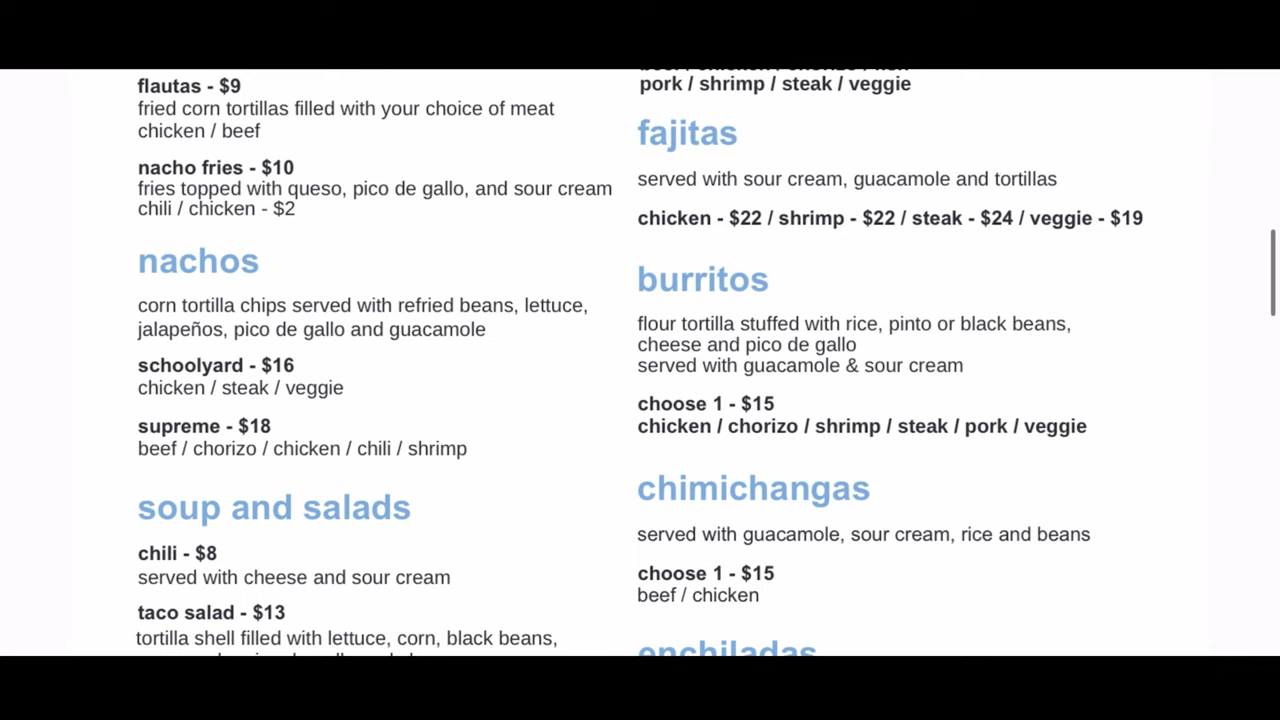 flautas - $9
fried corn tortillas filled with your choice of meat
chicken / beef
nacho fries - $10
fries topped with queso, pico de gallo, and sour cream
chili / chicken - $2
nachos
corn tortilla chips served with refried beans, lettuce,
jalapeños, pico de gallo and guacamole
schoolyard - $16
chicken / steak / veggie
supreme - $18
beef / chorizo / chicken / chili / shrimp
soup and salads
chili - $8
served with cheese and sour cream
taco salad - $13
tortilla shell filled with lettuce, corn, black beans,
pork / shrimp / steak / veggie
fajitas
served with sour cream, guacamole and tortillas
chicken - $22 / shrimp - $22 / steak - $24 / veggie - $19
burritos
flour tortilla stuffed with rice, pinto or black beans,
cheese and pico de gallo
served with guacamole & sour cream
choose 1 - $15
chicken / chorizo / shrimp / steak / pork / veggie
chimichangas
served with guacamole, sour cream, rice and beans
choose 1 - $15
beef / chicken
enchiladas